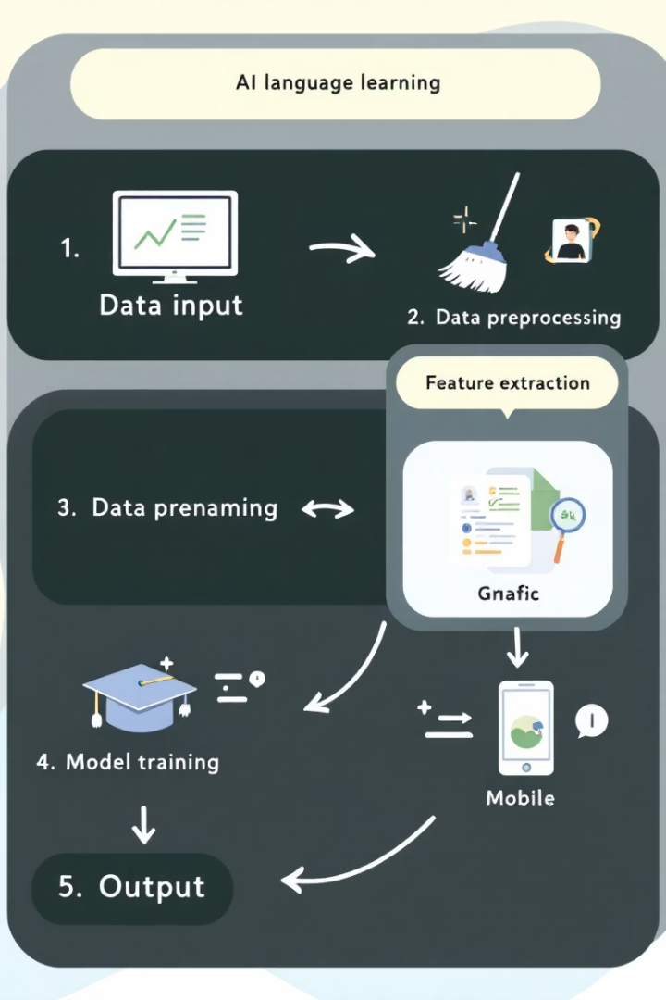 AI language learning
1.
Data input
2. Data preprocessing
Feature extraction
3. Data prenaming
Gnafic
4. Model training
Mobile
5. Output